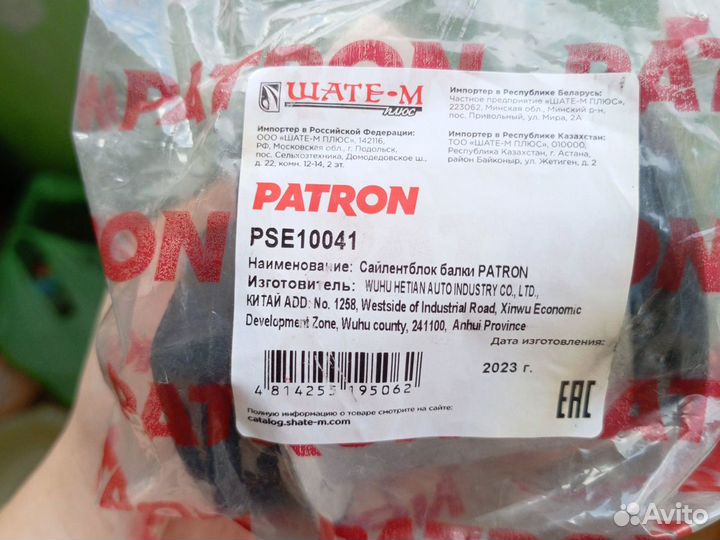 PATRON
PATRON
ШАТЕ-М
ПЛЮС
Импортер в Российской Федерации:
ООО «ШАТЕ-М ПЛЮС», 142116,
РФ, Московская обл., г. Подольск,
пос. Сельхозтехника, Домодедовское ш.,
д. 22, комн. 12-14, 2 эт.
Импортер в Республике Беларусь:
Частное предприятие «ШАТЕ-М ПЛЮС»,
223062, Минская обл., Минский р-н,
пос. Привольный, ул. Мира, 2А
Импортер в Республике Казахстан:
ТОО «ШАТЕ-М ПЛЮС», 010000,
Республика Казахстан, г. Астана,
район Байконыр, ул. Жетиген, д. 2
PATRON
PSE10041
Наименование: Сайлентблок балки PATRON
Изготовитель: WUHU HETIAN AUTO INDUSTRY CO., LTD.,
КИТАЙ ADD: No. 1258, Westside of Industrial Road, Xinwu Economic
Development Zone, Wuhu county, 241100, Anhui Province
Дата изготовления:
2023 г.
4 814255 195062
EAC
Полную информацию о товаре смотрите на сайте:
catalog.shate-m.com
Avito